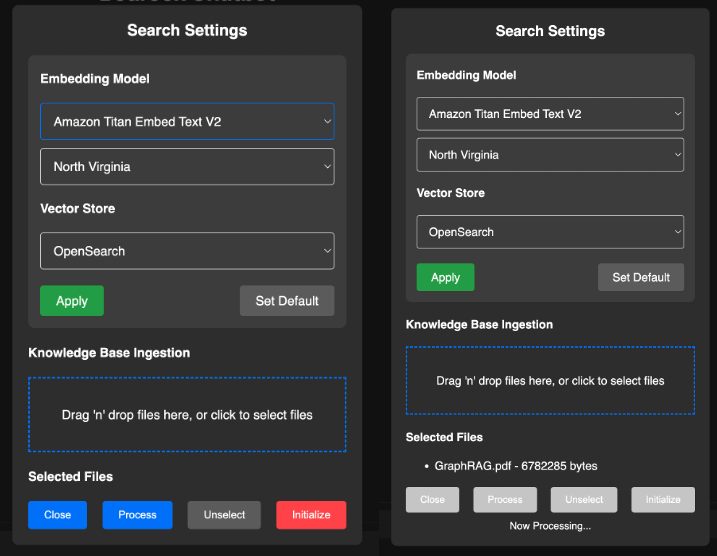 Search Settings
Embedding Model
Amazon Titan Embed Text V2
North Virginia
Vector Store
OpenSearch
Apply
Set Default
Knowledge Base Ingestion
Drag 'n' drop files here, or click to select files
Selected Files
Close
Process
Unselect
Initialize
Search Settings
Embedding Model
Amazon Titan Embed Text V2
North Virginia
Vector Store
OpenSearch
Apply
Set Default
Knowledge Base Ingestion
Drag 'n' drop files here, or click to select files
Selected Files
• GraphRAG.pdf - 6782285 bytes
Close
Process
Unselect
Initialize
Now Processing...